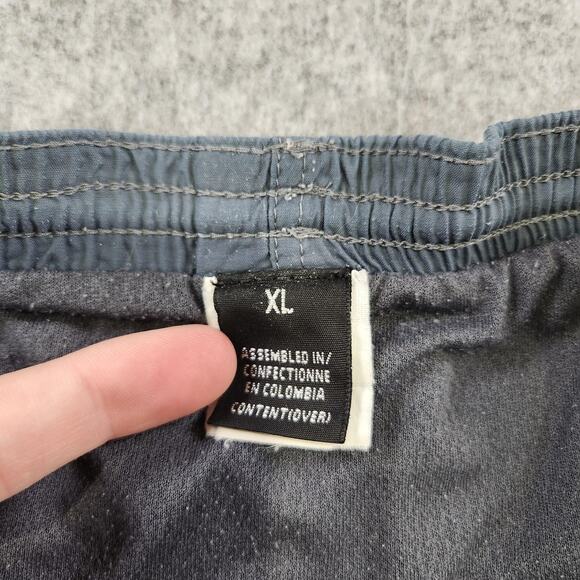 XL
ASSEMBLED IN/
CONFECTIONNE
EN COLOMBIA
CONTENT(OVER)